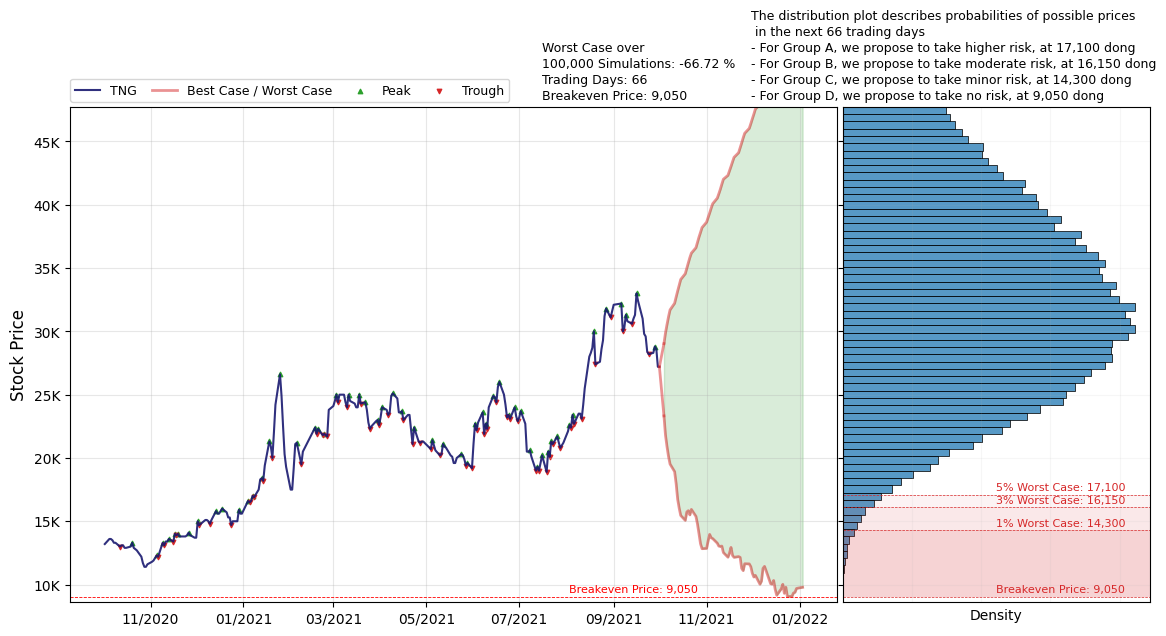 The distribution plot describes probabilities of possible prices
in the next 66 trading days
- For Group A, we propose to take higher risk, at 17,100 dong
- For Group B, we propose to take moderate risk, at 16,150 dong
- For Group C, we propose to take minor risk, at 14,300 dong
- For Group D, we propose to take no risk, at 9,050 dong
Worst Case over
100,000 Simulations: -66.72 %
Trading Days: 66
Breakeven Price: 9,050
TNG
Best Case / Worst Case
Peak
Trough
Stock Price
45K
40K
35K
30K
25K
20K
15K
10K
Breakeven Price: 9,050
11/2020
01/2021
03/2021
05/2021
07/2021
09/2021
11/2021
01/2022
5% Worst Case: 17,100
3% Worst Case: 16,150
1% Worst Case: 14,300
Breakeven Price: 9,050
Density